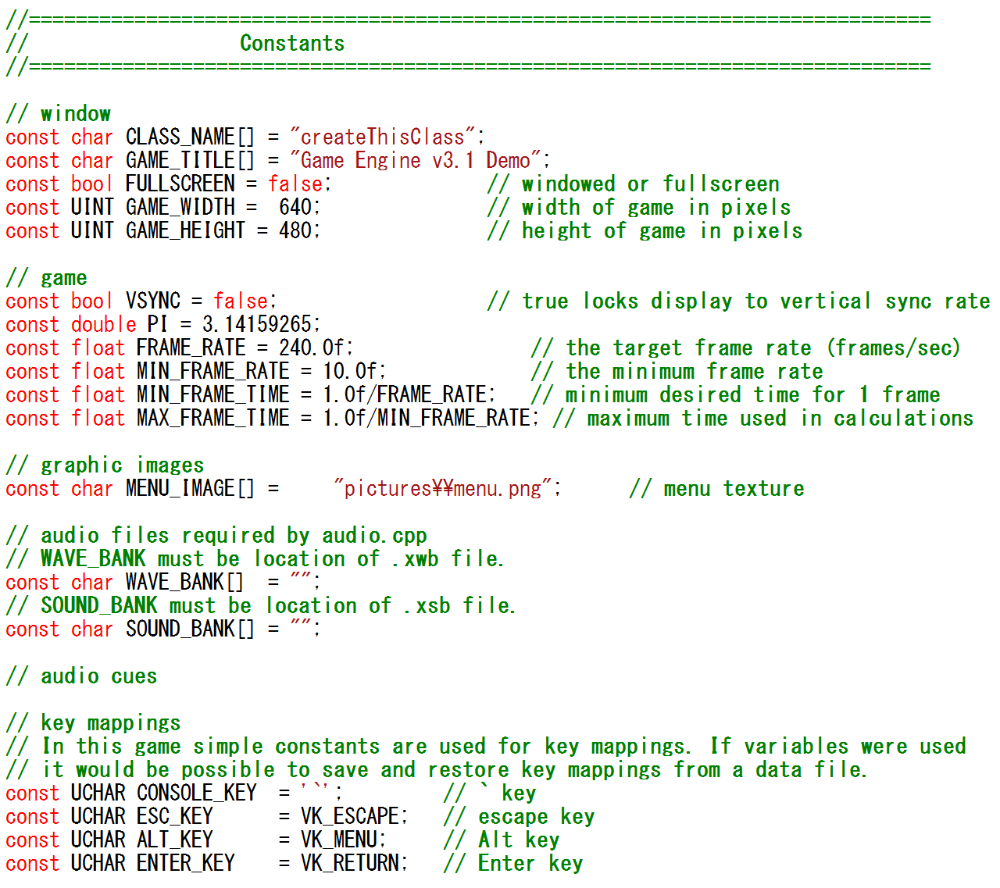 //=============================================================================
//                  Constants
//=============================================================================
// window
const char CLASS_NAME[] = "createThisClass";
const char GAME_TITLE[] = "Game Engine v3.1 Demo";
const bool FULLSCREEN = false;              // windowed or fullscreen
const UINT GAME_WIDTH =  640;               // width of game in pixels
const UINT GAME_HEIGHT = 480;               // height of game in pixels
// game
const bool VSYNC = false;                   // true locks display to vertical sync rate
const double PI = 3.14159265;
const float FRAME_RATE = 240.0f;                // the target frame rate (frames/sec)
const float MIN_FRAME_RATE = 10.0f;             // the minimum frame rate
const float MIN_FRAME_TIME = 1.0f/FRAME_RATE;   // minimum desired time for 1 frame
const float MAX_FRAME_TIME = 1.0f/MIN_FRAME_RATE; // maximum time used in calculations
// graphic images
const char MENU_IMAGE[] =     "pictures¥¥menu.png";      // menu texture
// audio files required by audio.cpp
// WAVE_BANK must be location of .xwb file.
const char WAVE_BANK[]  = "";
// SOUND_BANK must be location of .xsb file.
const char SOUND_BANK[] = "";
// audio cues
// key mappings
// In this game simple constants are used for key mappings. If variables were used
// it would be possible to save and restore key mappings from a data file.
const UCHAR CONSOLE_KEY  = '`';         // ` key
const UCHAR ESC_KEY      = VK_ESCAPE;   // escape key
const UCHAR ALT_KEY      = VK_MENU;     // Alt key
const UCHAR ENTER_KEY    = VK_RETURN;   // Enter key